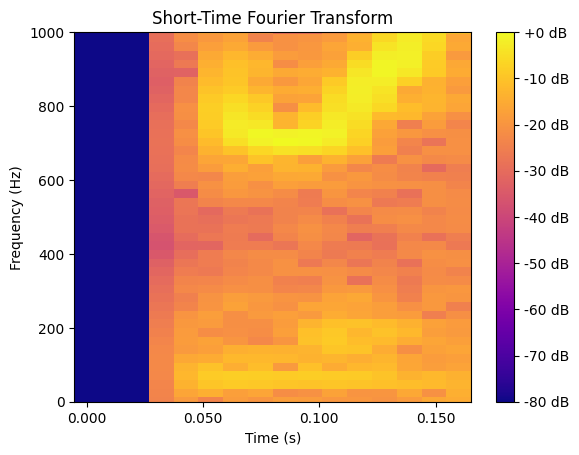 Short-Time Fourier Transform
Frequency (Hz)
1000
800
600
400
200
0
0.000
0.050
0.100
0.150
Time (s)
+0 dB
-10 dB
-20 dB
-30 dB
-40 dB
-50 dB
-60 dB
-70 dB
-80 dB